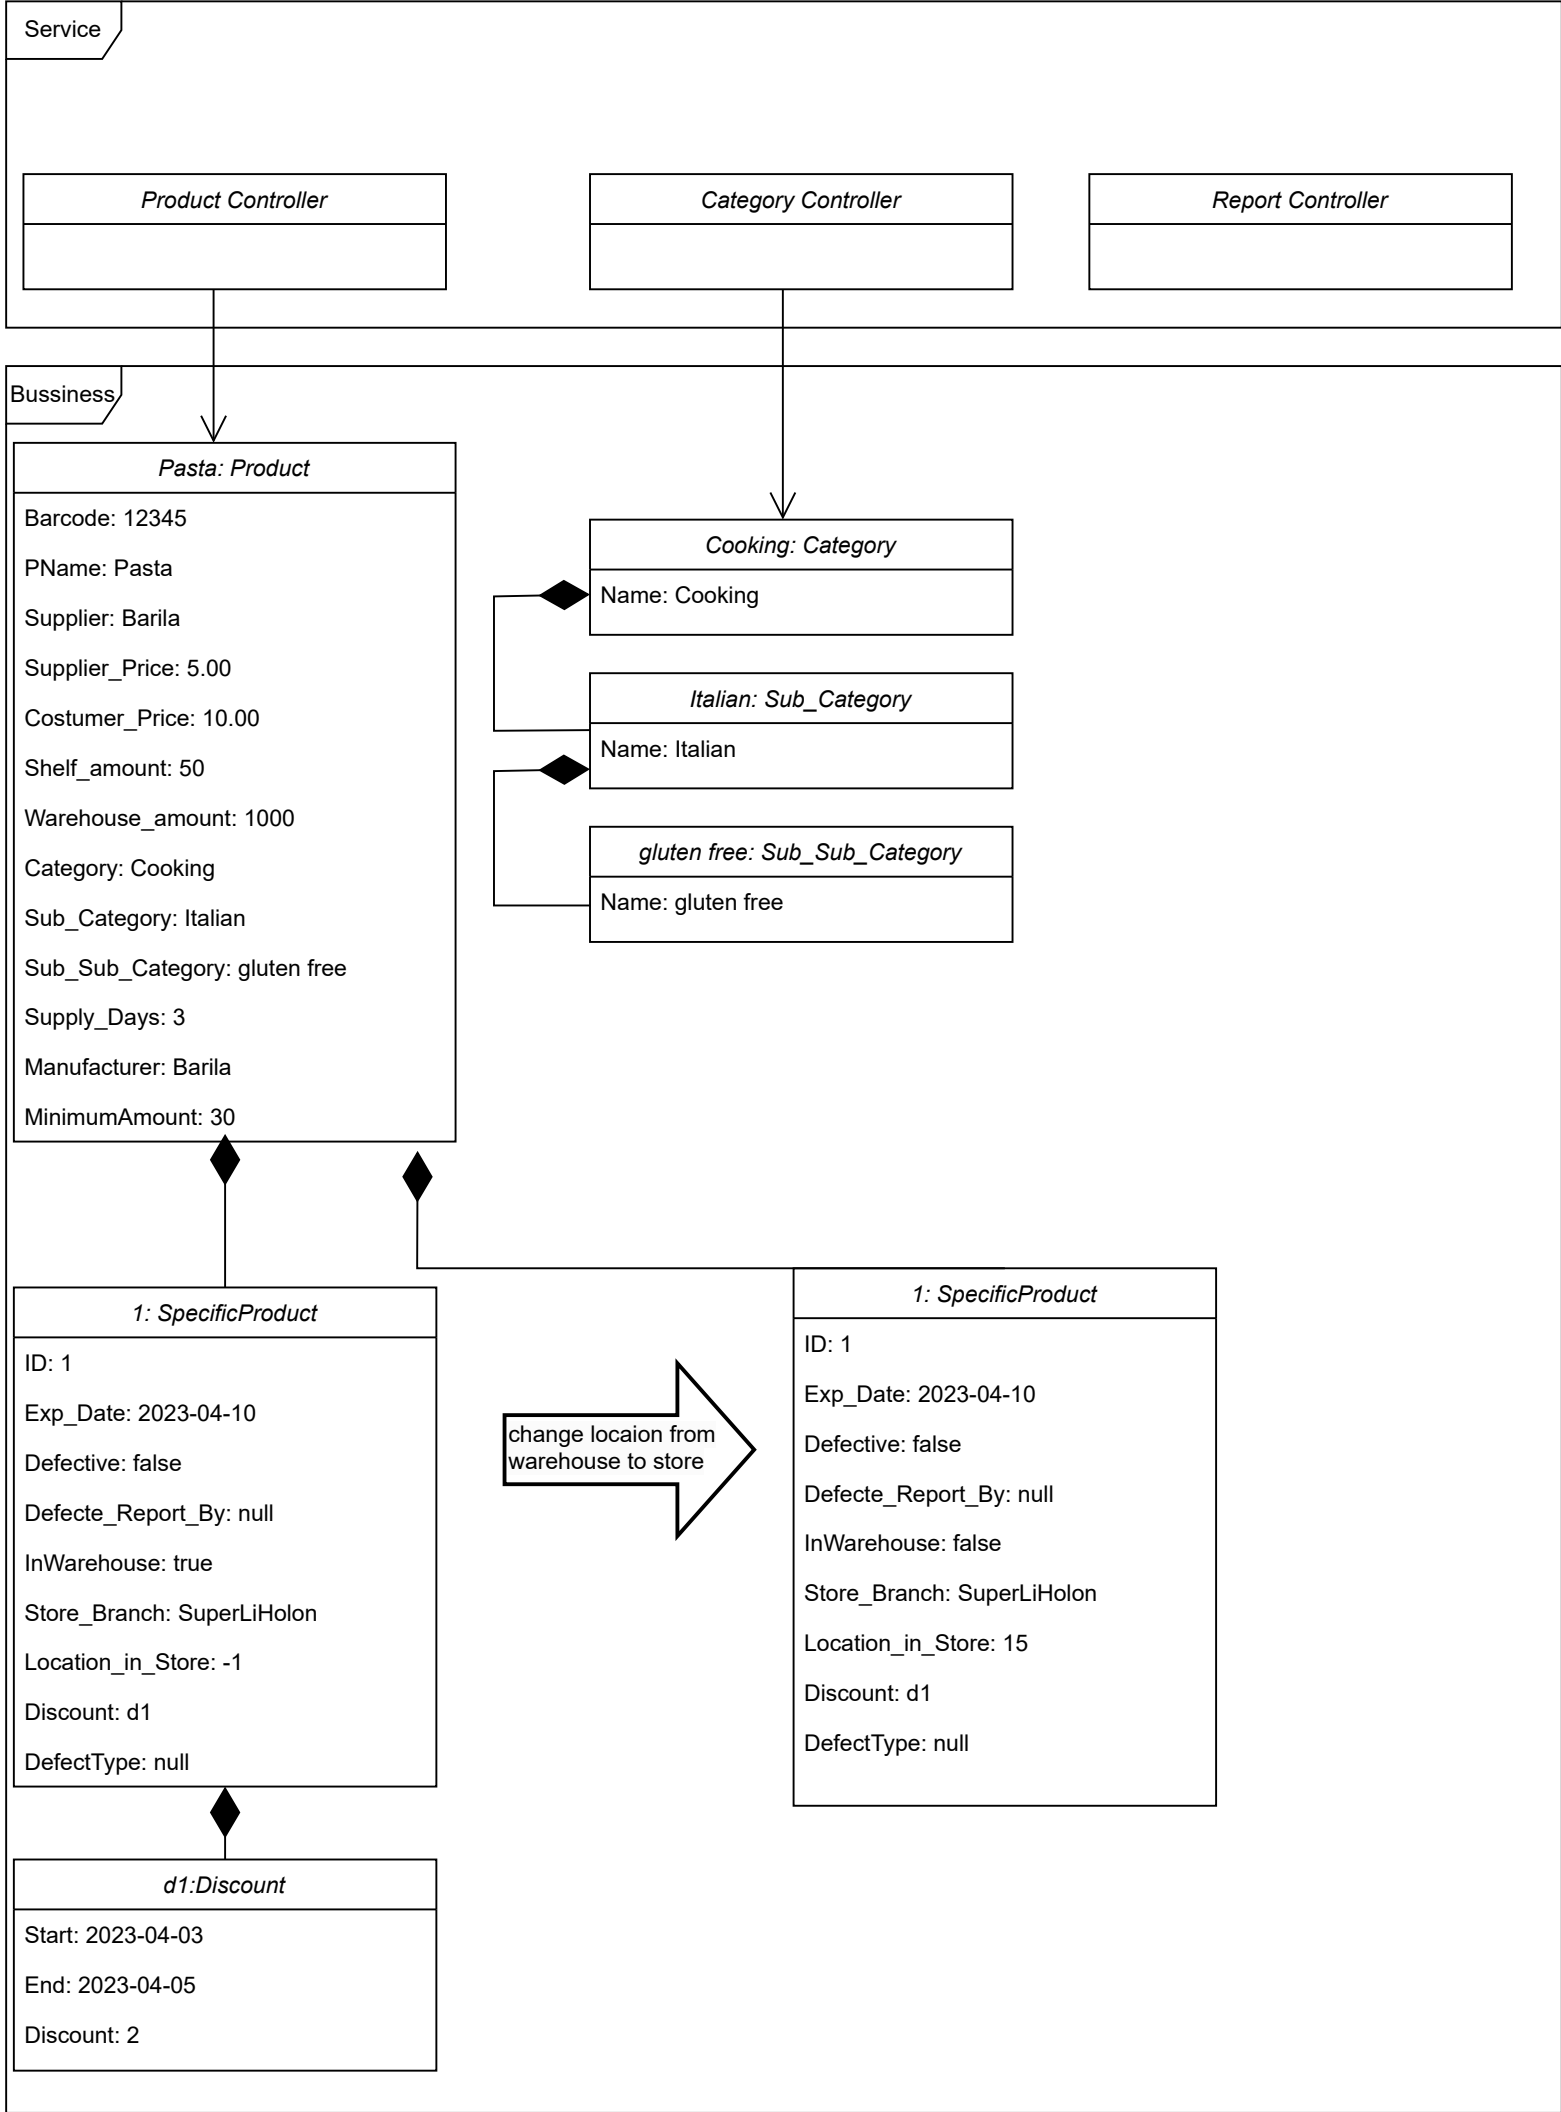 Service
Product Controller
Category Controller
Report Controller
Bussiness
Pasta: Product
Barcode: 12345
PName: Pasta
Supplier: Barila
Supplier_Price: 5.00
Costumer_Price: 10.00
Shelf_amount: 50
Warehouse_amount: 1000
Category: Cooking
Sub_Category: Italian
Sub_Sub_Category: gluten free
Supply_Days: 3
Manufacturer: Barila
MinimumAmount: 30
Cooking: Category
Name: Cooking
Italian: Sub_Category
Name: Italian
gluten free: Sub_Sub_Category
Name: gluten free
1: SpecificProduct
ID: 1
Exp_Date: 2023-04-10
Defective: false
Defecte_Report_By: null
InWarehouse: true
Store_Branch: SuperLiHolon
Location_in_Store: -1
Discount: d1
DefectType: null
change locaion from
warehouse to store
1: SpecificProduct
ID: 1
Exp_Date: 2023-04-10
Defective: false
Defecte_Report_By: null
InWarehouse: false
Store_Branch: SuperLiHolon
Location_in_Store: 15
Discount: d1
DefectType: null
d1:Discount
Start: 2023-04-03
End: 2023-04-05
Discount: 2